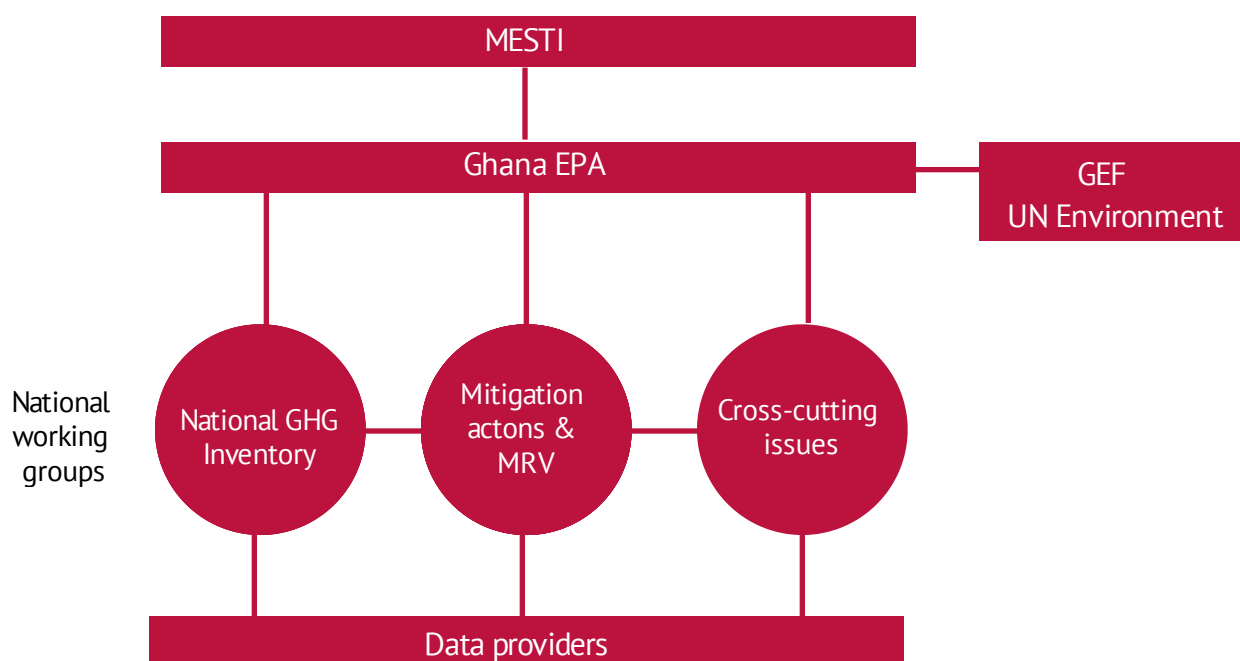 MESTI
Ghana EPA
GEF
UN Environment
National
working
groups
National GHG
Inventory
Mitigation
actons &
MRV
Cross-cutting
issues
Data providers